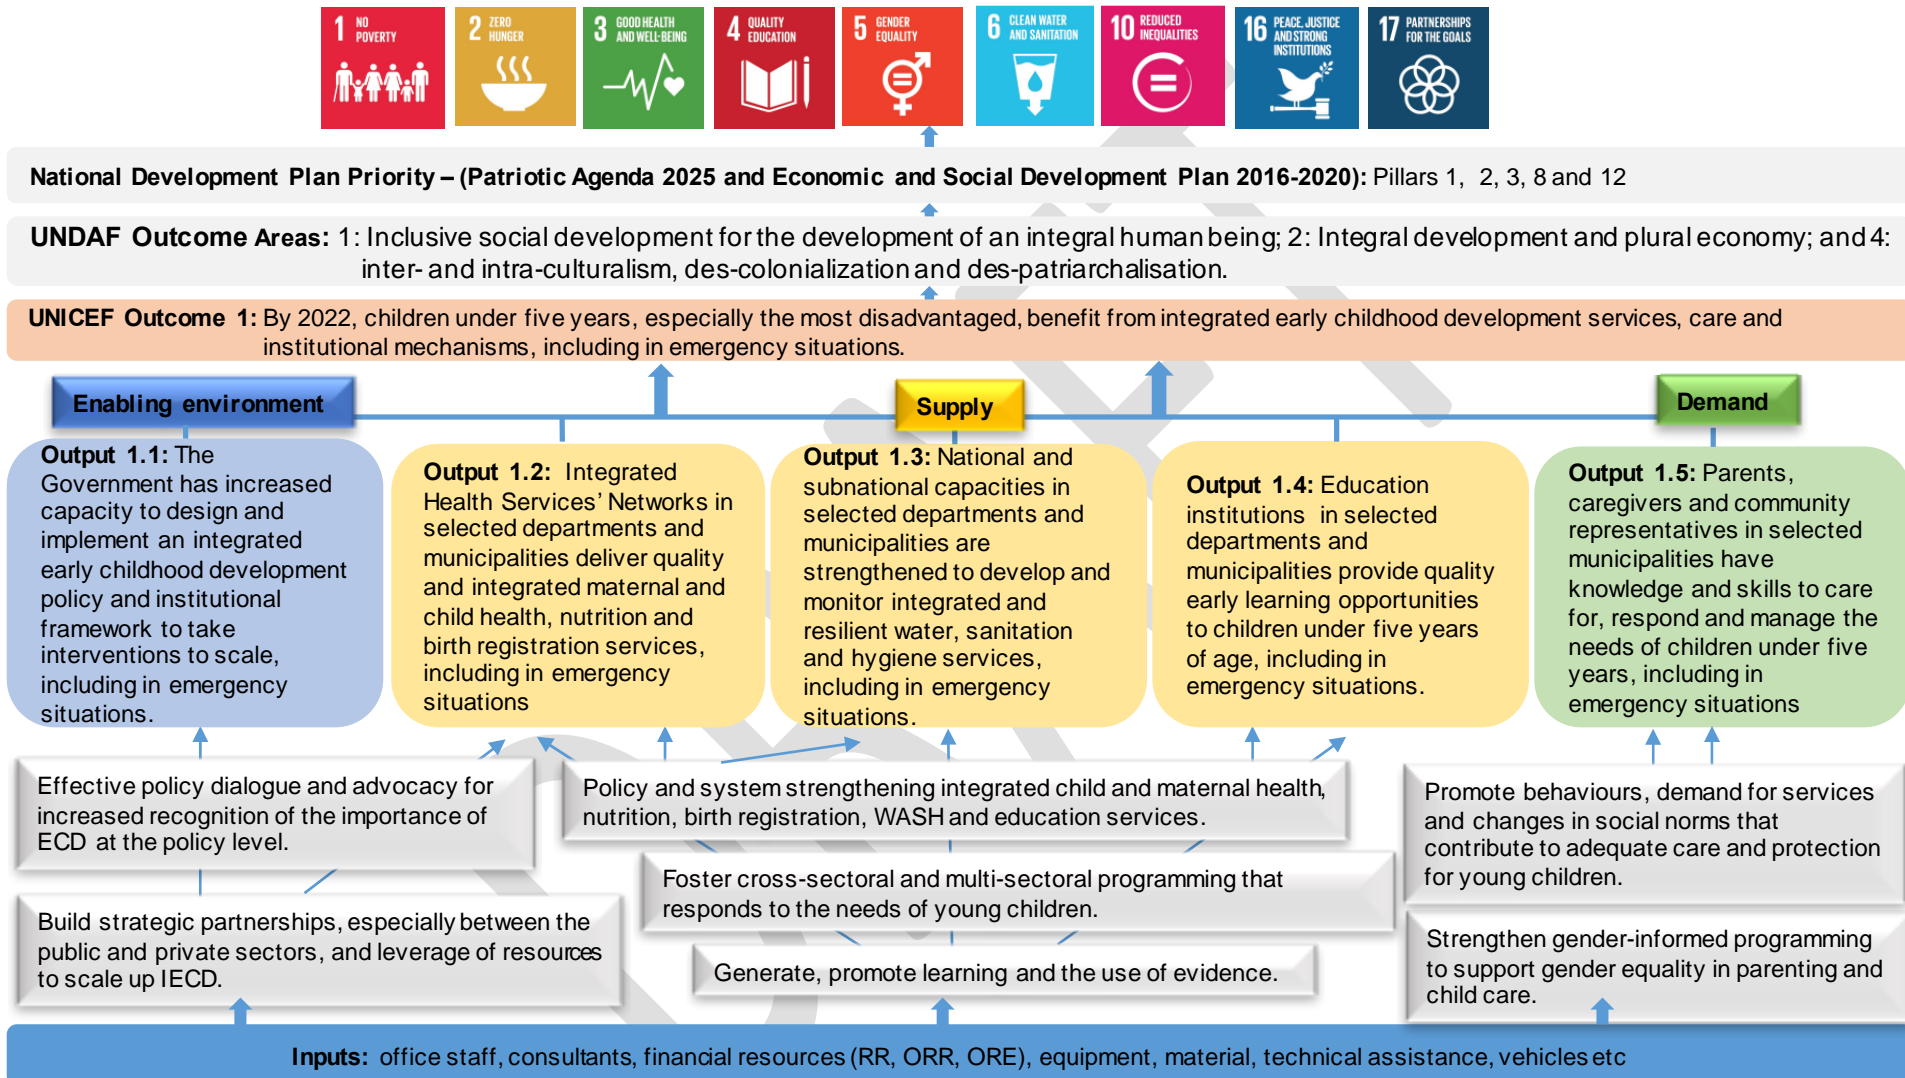 1 NO POVERTY
2 ZERO HUNGER
3 GOOD HEALTH AND WELL-BEING
4 QUALITY EDUCATION
5 GENDER EQUALITY
6 CLEAN WATER AND SANITATION
10 REDUCED INEQUALITIES
16 PEACE, JUSTICE AND STRONG INSTITUTIONS
17 PARTNERSHIPS FOR THE GOALS
National Development Plan Priority – (Patriotic Agenda 2025 and Economic and Social Development Plan 2016-2020): Pillars 1, 2, 3, 8 and 12
UNDAF Outcome Areas: 1: Inclusive social development for the development of an integral human being; 2: Integral development and plural economy; and 4:
inter- and intra-culturalism, des-colonialization and des-patriarchalisation.
UNICEF Outcome 1: By 2022, children under five years, especially the most disadvantaged, benefit from integrated early childhood development services, care and
institutional mechanisms, including in emergency situations.
Enabling environment
Supply
Demand
Output 1.1: The
Government has increased
capacity to design and
implement an integrated
early childhood development
policy and institutional
framework to take
interventions to scale,
including in emergency
situations.
Output 1.2: Integrated
Health Services' Networks in
selected departments and
municipalities deliver quality
and integrated maternal and
child health, nutrition and
birth registration services,
including in emergency
situations
Output 1.3: National and
subnational capacities in
selected departments and
municipalities are
strengthened to develop and
monitor integrated and
resilient water, sanitation
and hygiene services,
including in emergency
situations.
Output 1.4: Education
institutions in selected
departments and
municipalities provide quality
early learning opportunities
to children under five years
of age, including in
emergency situations.
Output 1.5: Parents,
caregivers and community
representatives in selected
municipalities have
knowledge and skills to care
for, respond and manage the
needs of children under five
years, including in
emergency situations
Effective policy dialogue and advocacy for
increased recognition of the importance of
ECD at the policy level.
Policy and system strengthening integrated child and maternal health,
nutrition, birth registration, WASH and education services.
Promote behaviours, demand for services
and changes in social norms that
contribute to adequate care and protection
for young children.
Foster cross-sectoral and multi-sectoral programming that
responds to the needs of young children.
Build strategic partnerships, especially between the
public and private sectors, and leverage of resources
to scale up IECD.
Generate, promote learning and the use of evidence.
Strengthen gender-informed programming
to support gender equality in parenting and
child care.
Inputs: office staff, consultants, financial resources (RR, ORR, ORE), equipment, material, technical assistance, vehicles etc